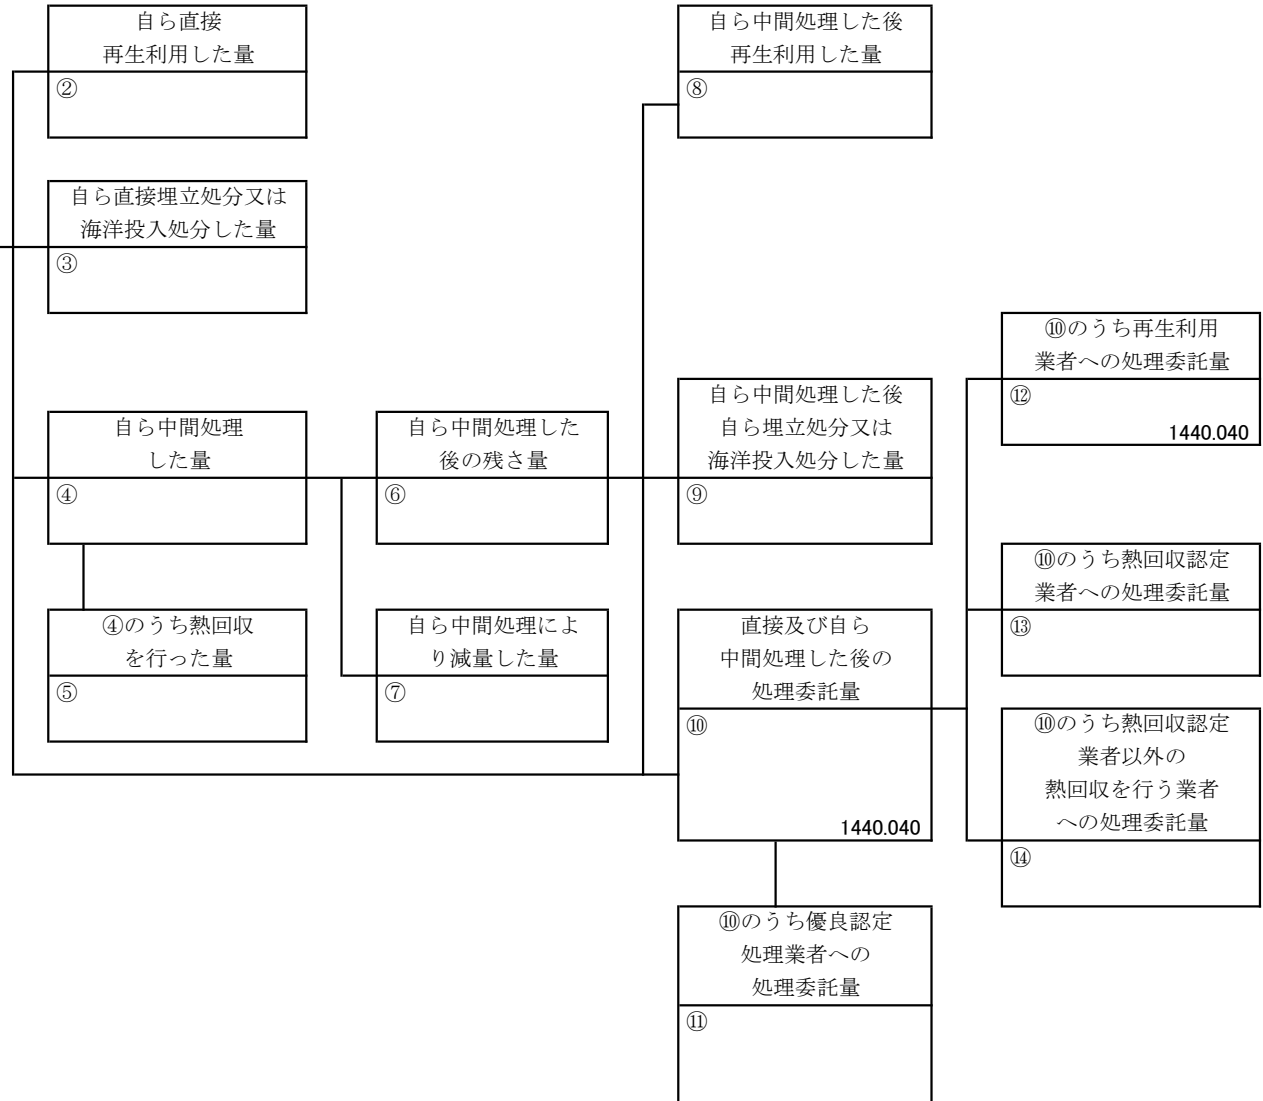 自ら直接
再生利用した量
②
自ら中間処理した後
再生利用した量
⑧
自ら直接埋立処分又は
海洋投入処分した量
③
⑩のうち再生利用
業者への処理委託量
⑫
1440.040
自ら中間処理
した量
④
自ら中間処理した
後の残さ量
⑥
自ら中間処理した後
自ら埋立処分又は
海洋投入処分した量
⑨
⑩のうち熱回収認定
業者への処理委託量
⑬
④のうち熱回収
を行った量
⑤
自ら中間処理によ
り減量した量
⑦
直接及び自ら
中間処理した後の
処理委託量
⑩
1440.040
⑩のうち熱回収認定
業者以外の
熱回収を行う業者
への処理委託量
⑭
⑩のうち優良認定
処理業者への
処理委託量
⑪